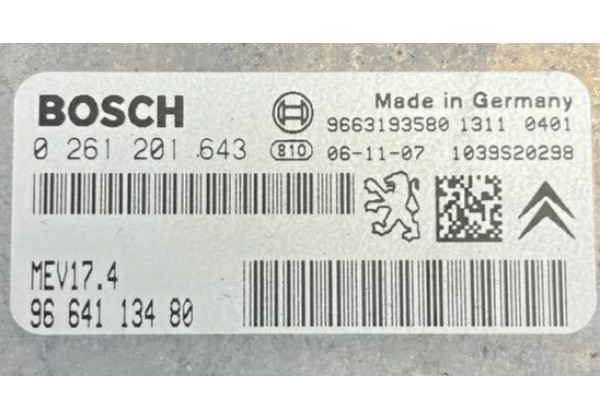 BOSCH
Made in Germany
9663193580 1311 0401
0 261 201 643 810 06-11-07 1039S20298
MEV17.4
96 641 134 80